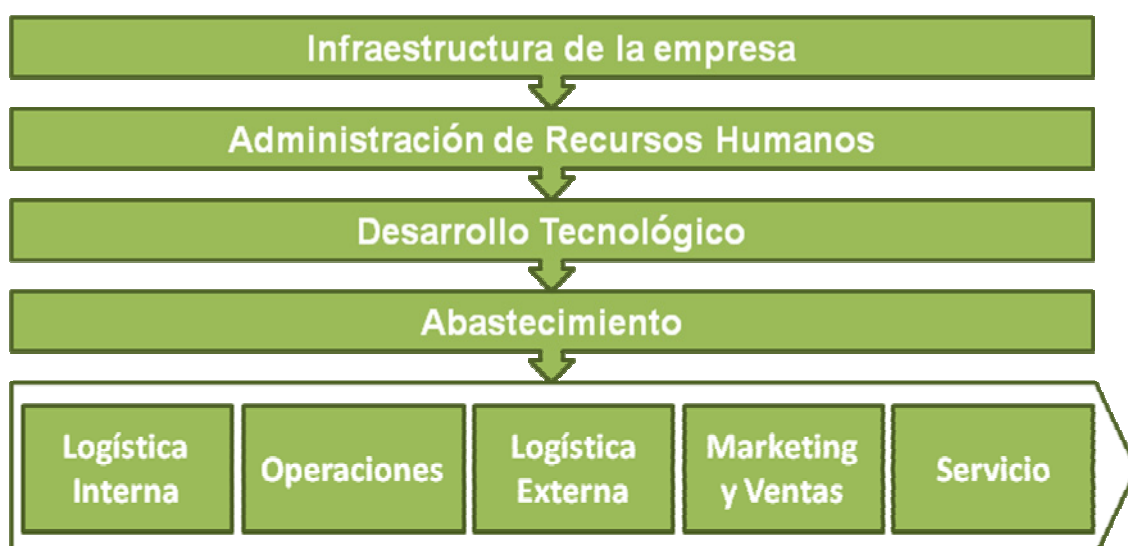 Infraestructura de la empresa
Administración de Recursos Humanos
Desarrollo Tecnológico
Abastecimiento
Logística
Interna
Operaciones
Logística
Externa
Marketing
y Ventas
Servicio